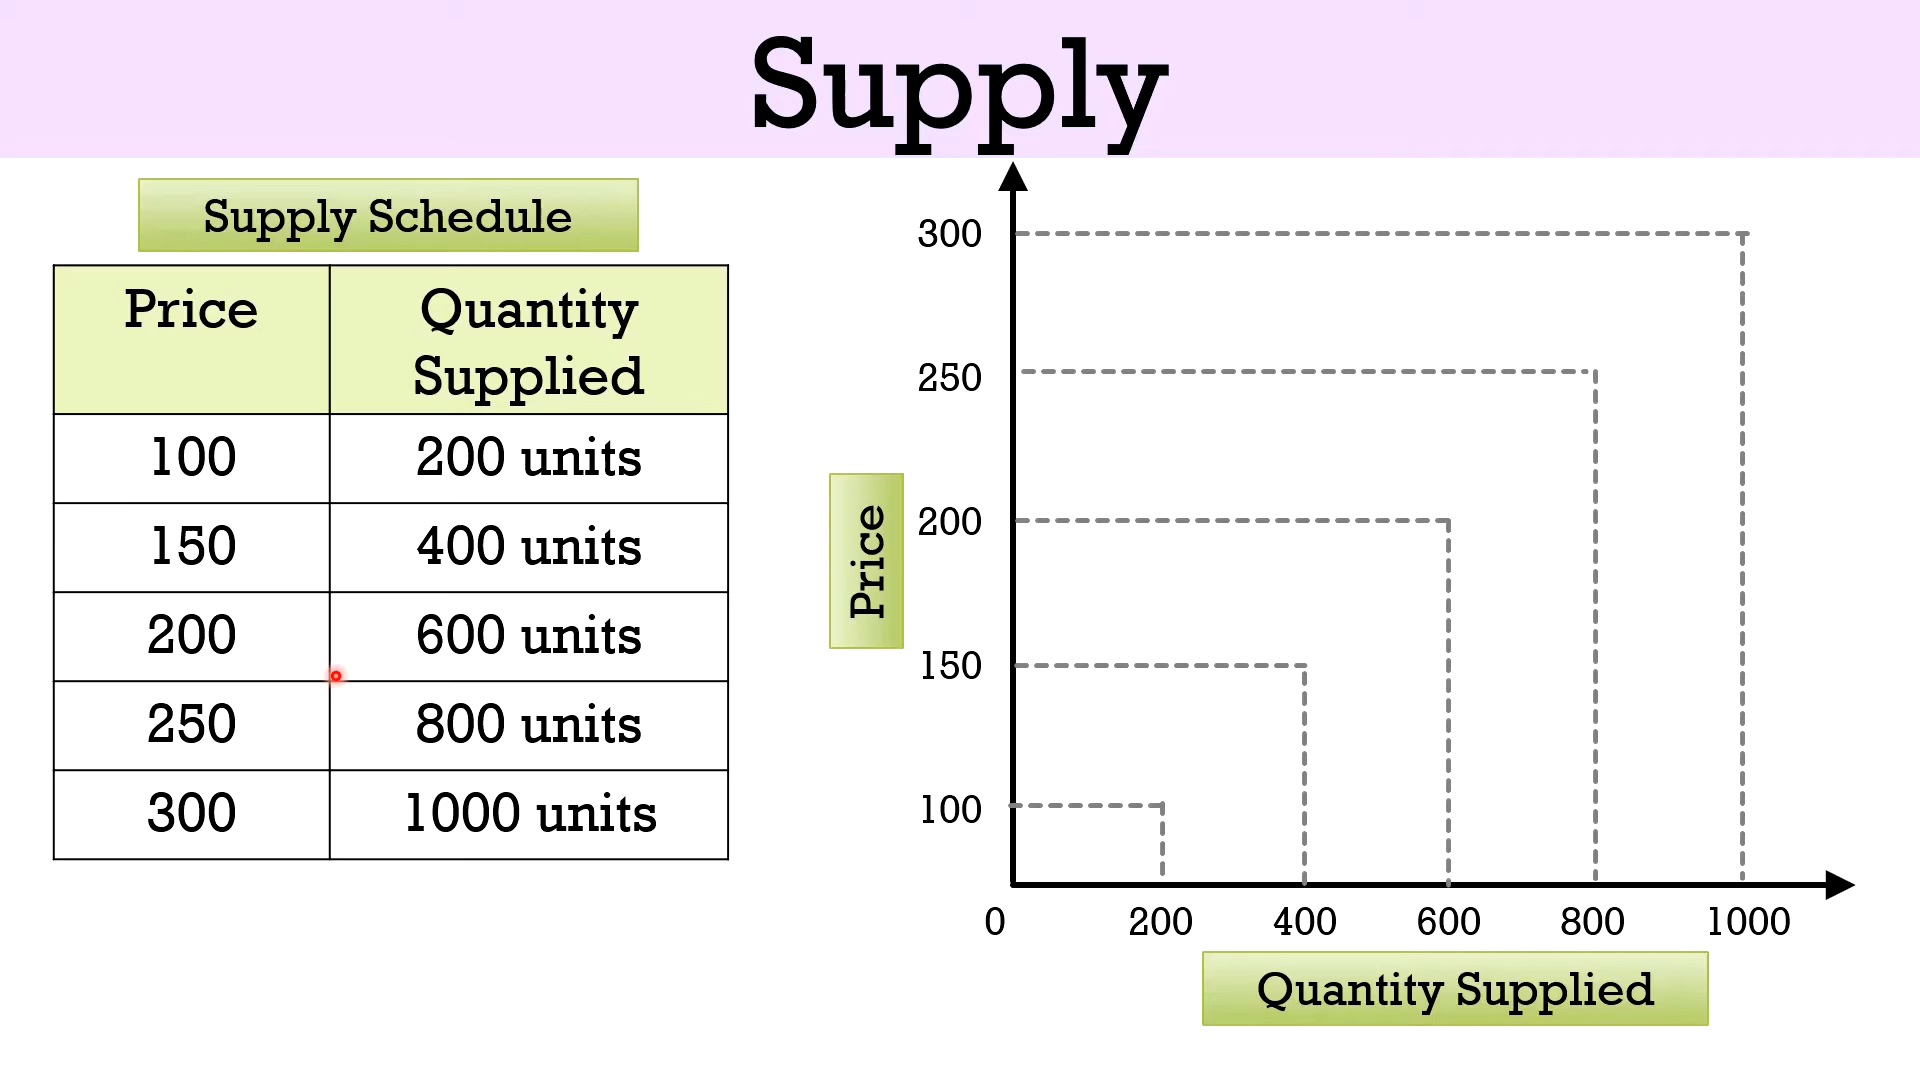 Supply
Supply Schedule
Price
Quantity
Supplied
100
200 units
150
400 units
200
600 units
250
800 units
300
1000 units
Price
300
250
200
150
100
0
200
400
600
800
1000
Quantity Supplied